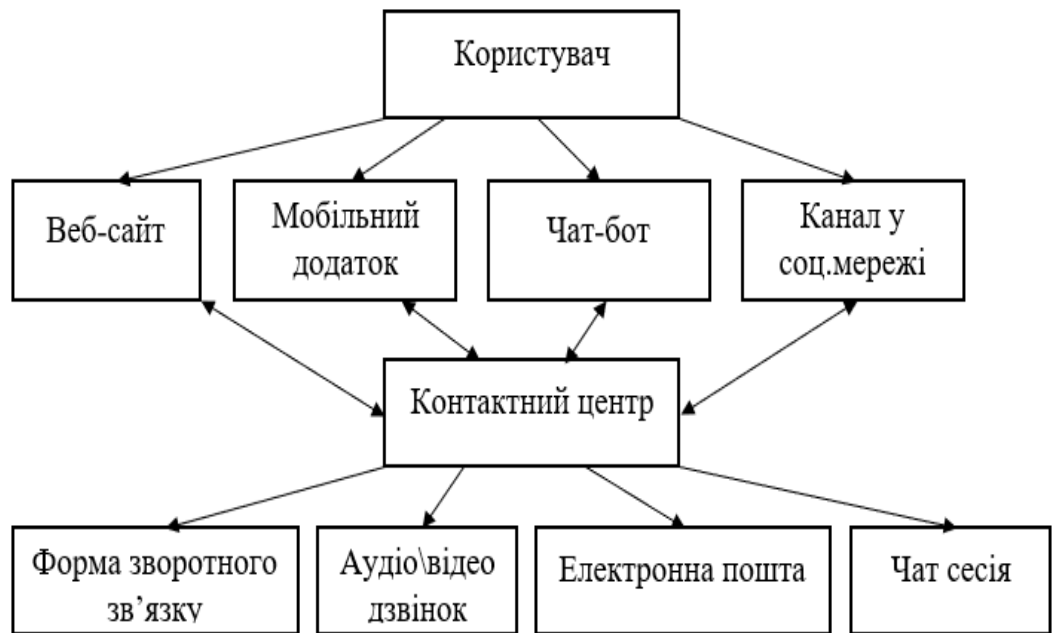 Користувач
Веб-сайт
Мобільний
додаток
Чат-бот
Канал у
соц.мережі
Контактний центр
Форма зворотного
зв’язку
Аудіо\відео
дзвінок
Електронна пошта
Чат сесія